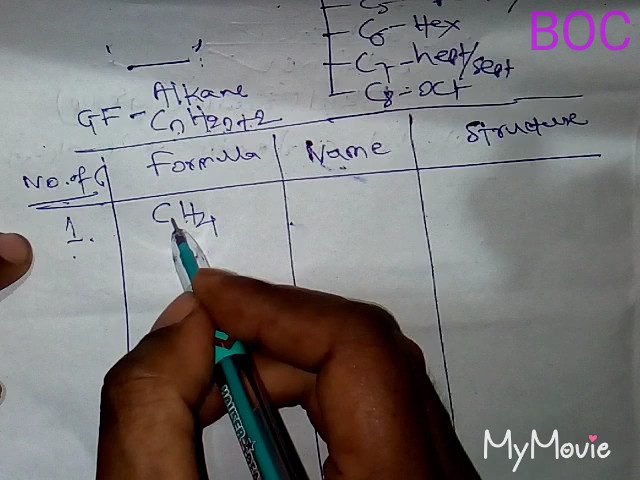 C6 - Hex
BOC
C7 - hept/sept
C8 - oct
Alkane
GF - CnH2n+2
No. of C
Formula
Name
Structure
1.
CH4
MyMovie